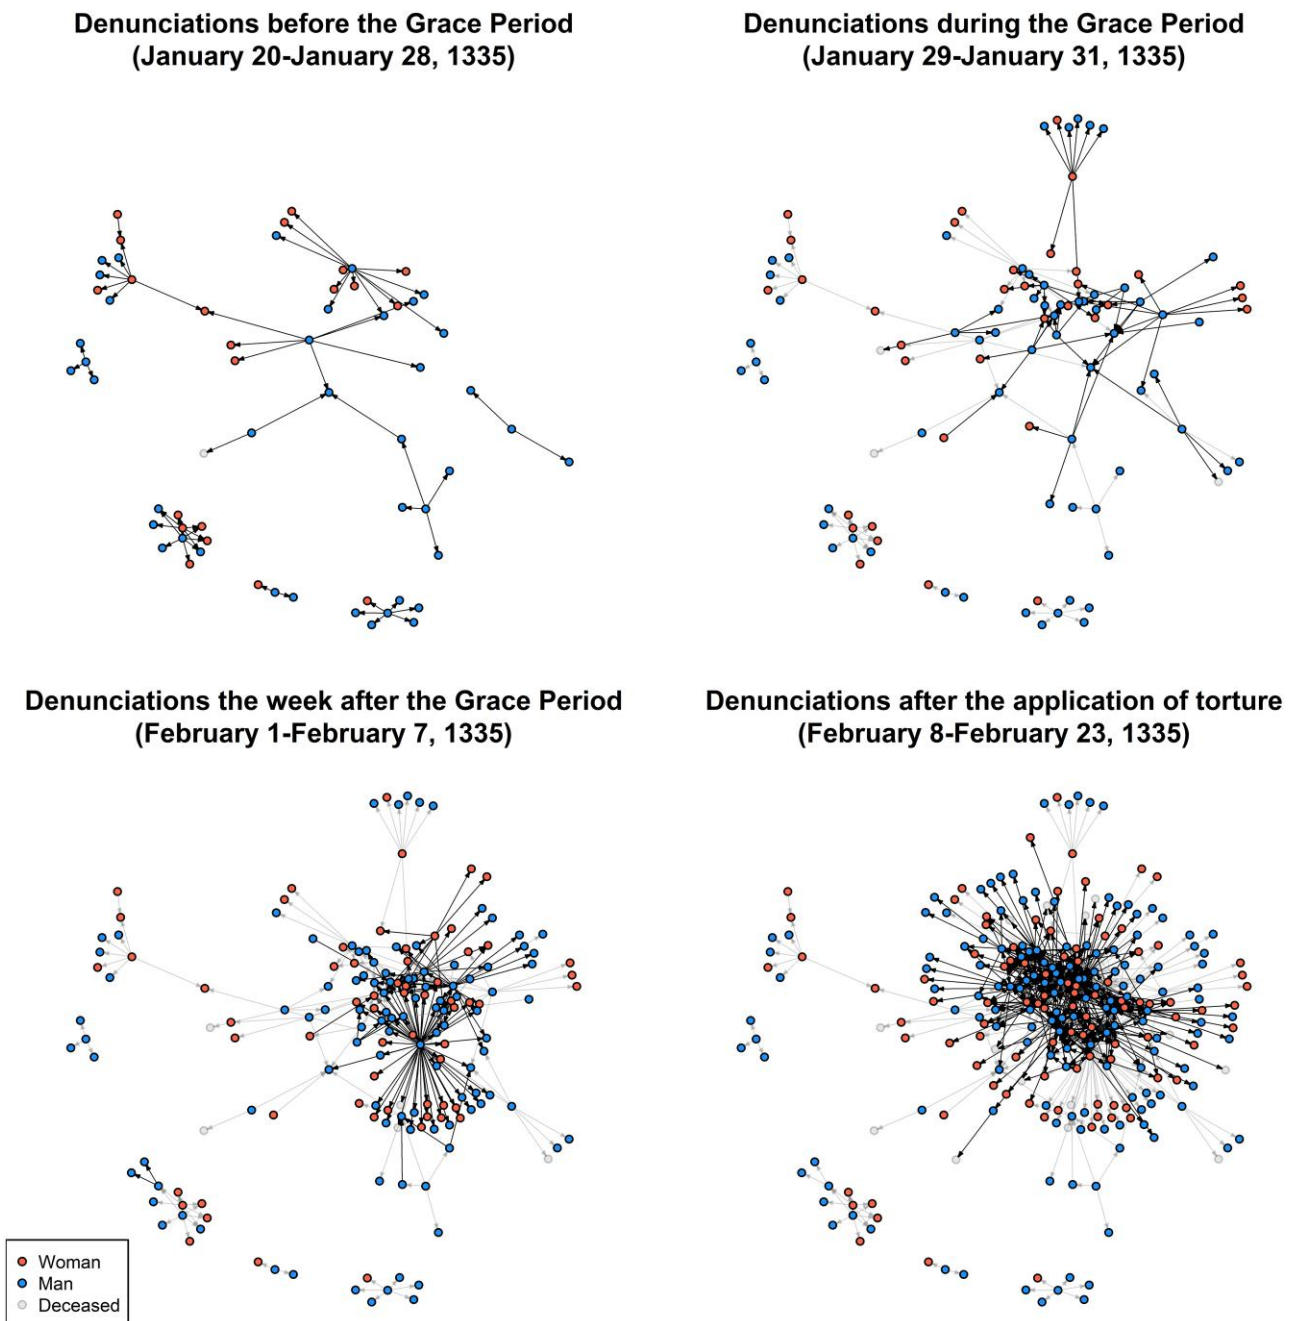 Denunciations before the Grace Period
(January 20-January 28, 1335)
Denunciations during the Grace Period
(January 29-January 31, 1335)
Denunciations the week after the Grace Period
(February 1-February 7, 1335)
Denunciations after the application of torture
(February 8-February 23, 1335)
Woman
Man
Deceased